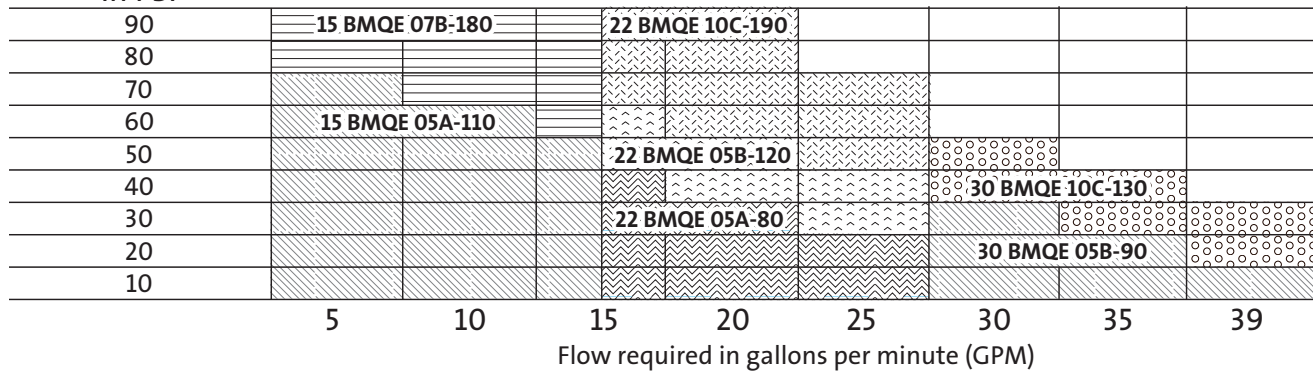 90 15 BMQE 07B-180 22 BMQE 10C-190
80
70
60 15 BMQE 05A-110
50 22 BMQE 05B-120
40 30 BMQE 10C-130
30 22 BMQE 05A-80
20 30 BMQE 05B-90
10
5 10 15 20 25 30 35 39
Flow required in gallons per minute (GPM)